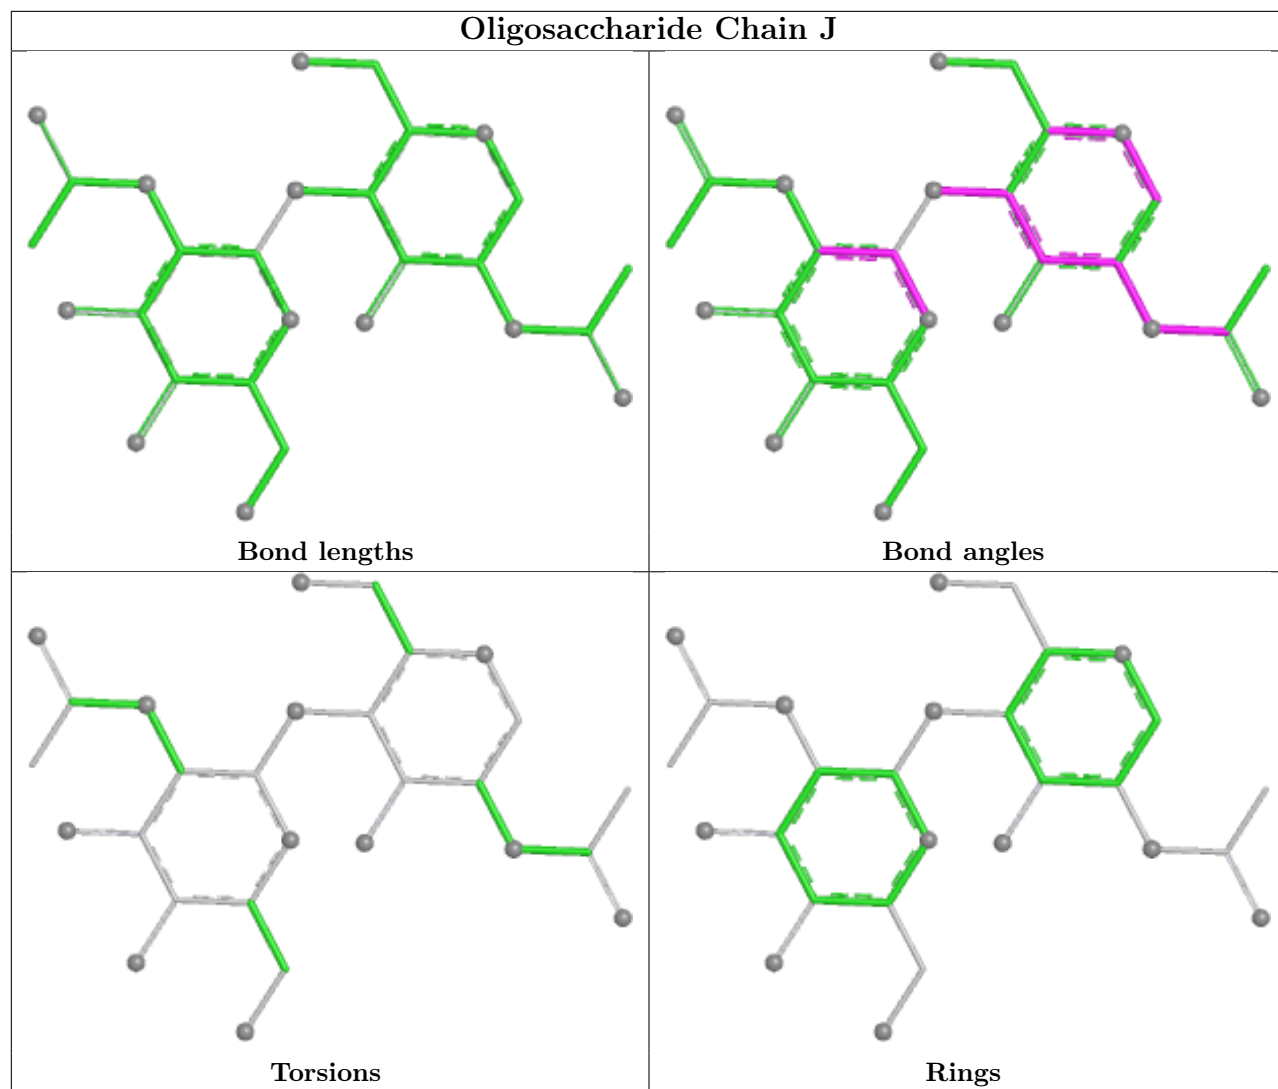 Oligosaccharide Chain J
Bond lengths
Bond angles
Torsions
Rings